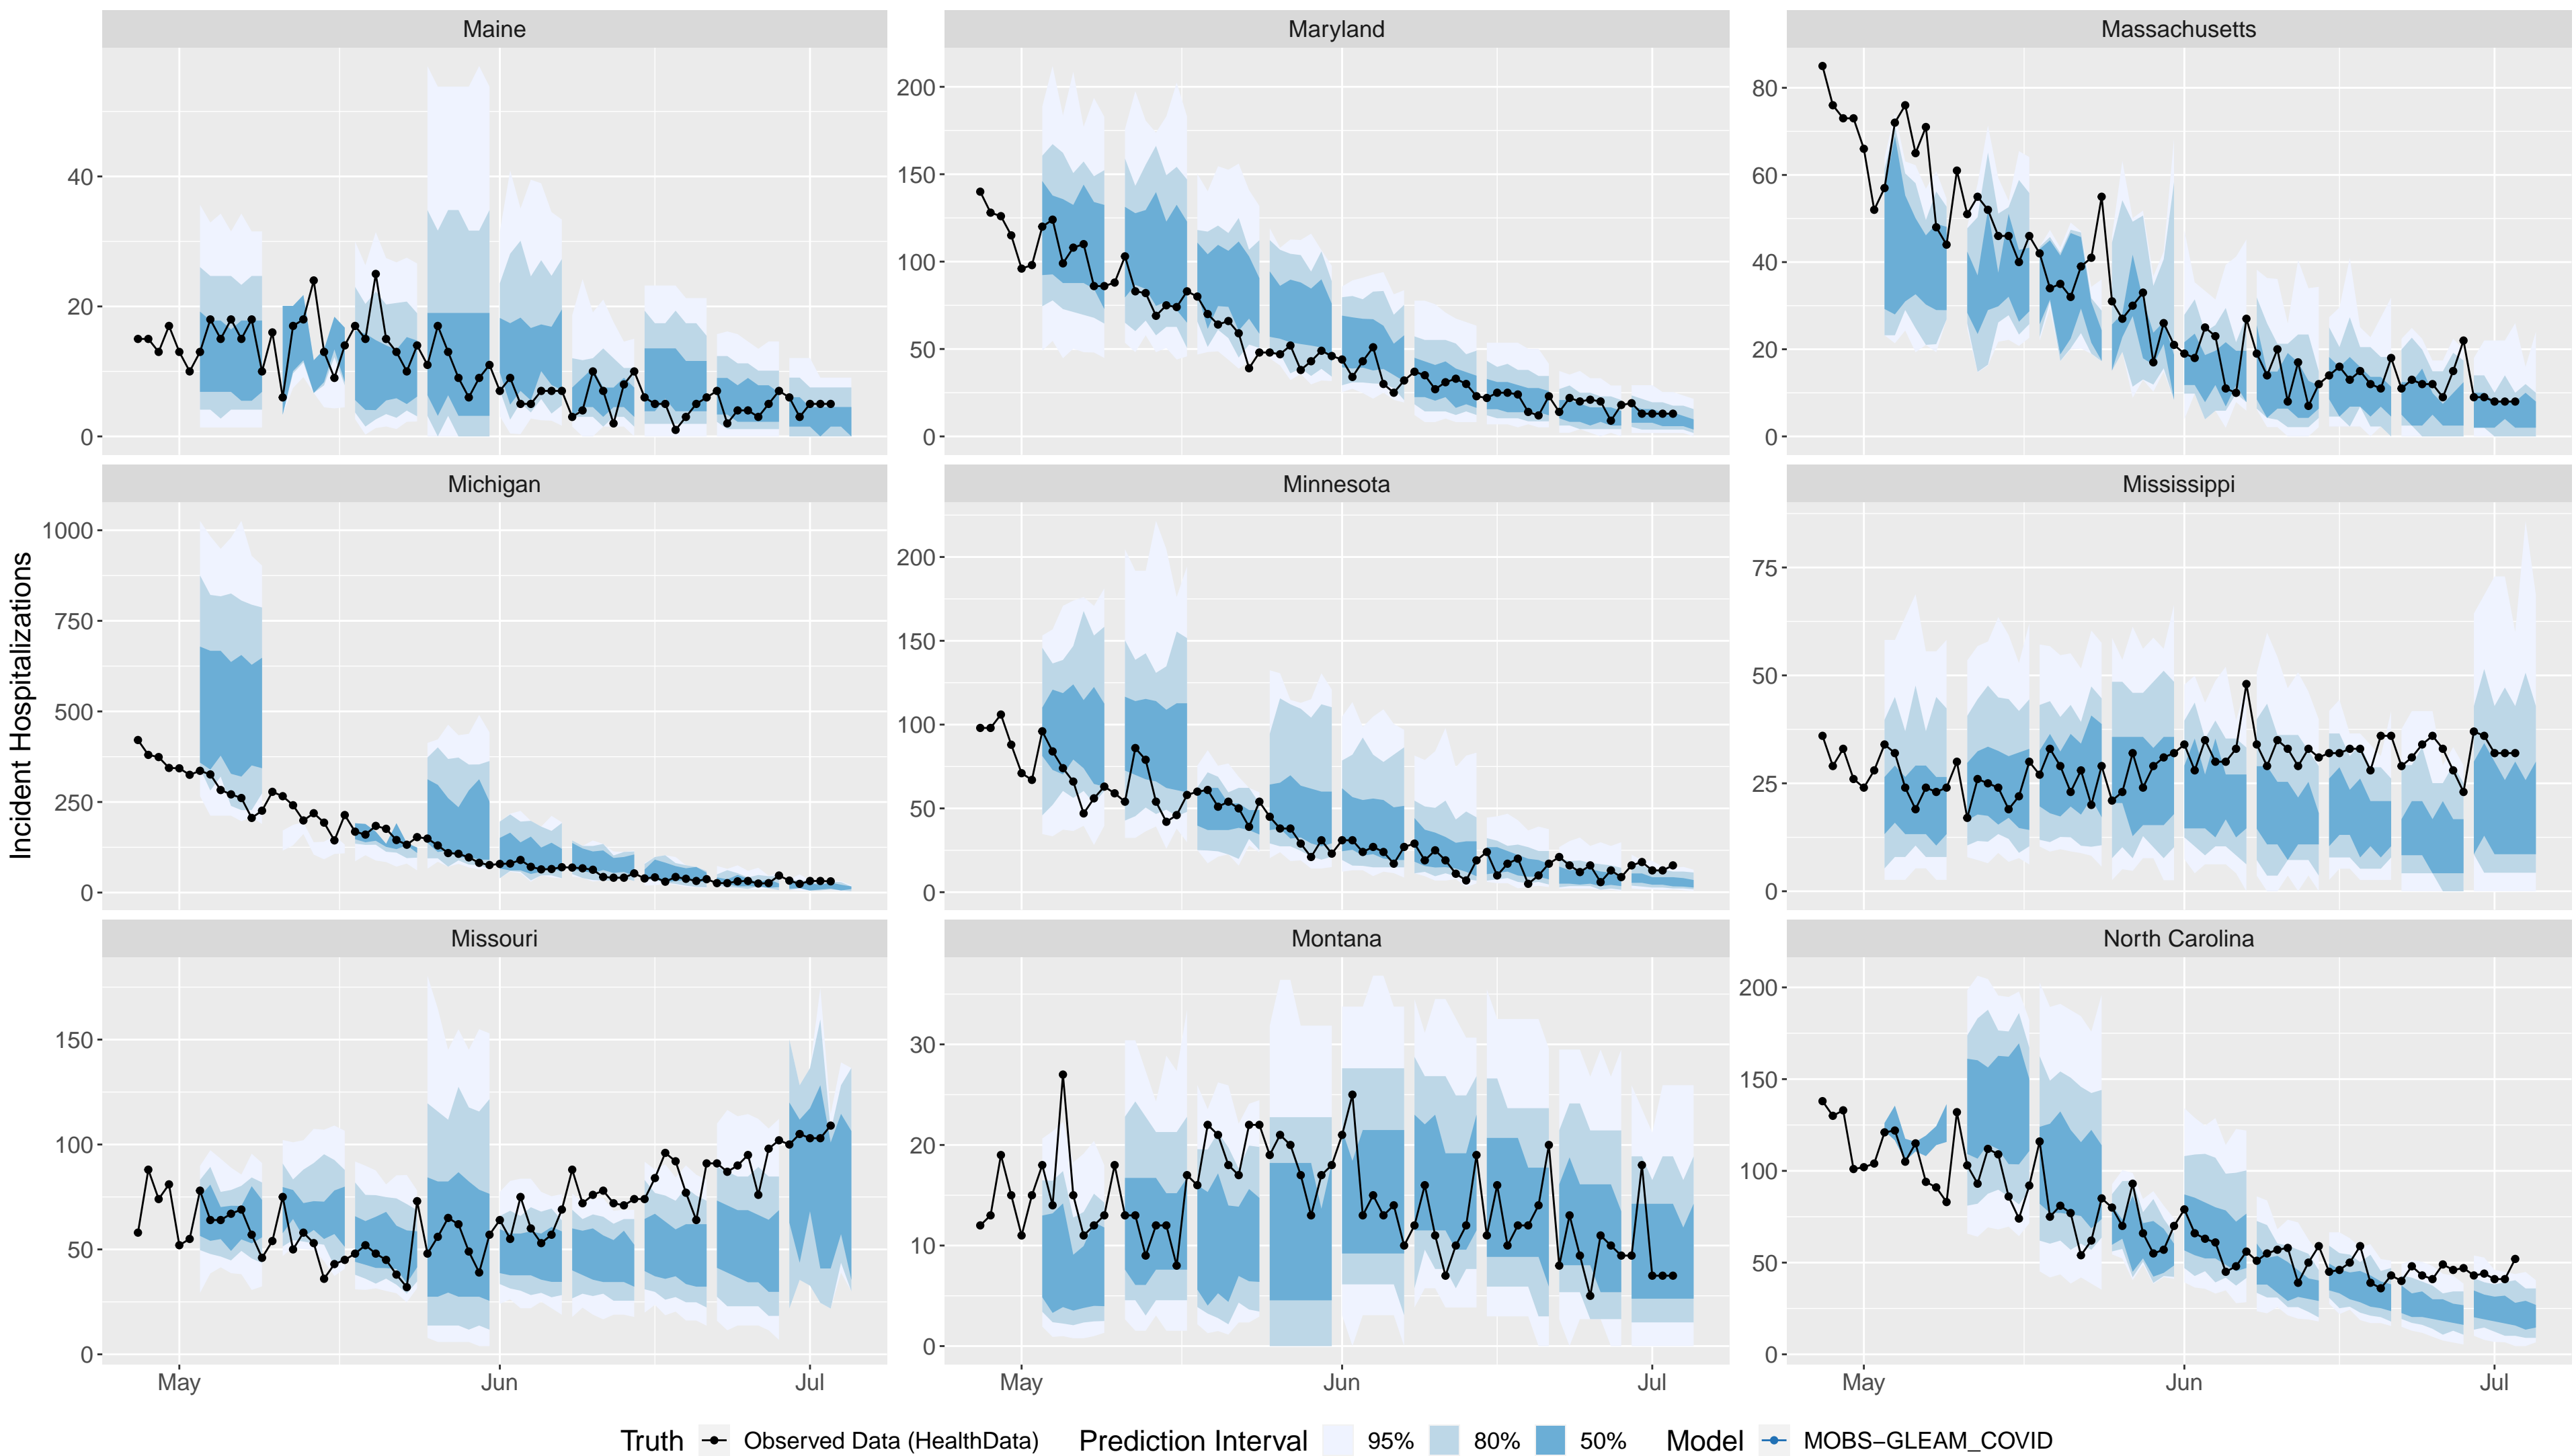 Maine
Maryland
Massachusetts
0
20
40
0
50
100
150
200
0
20
40
60
80
Michigan
Minnesota
Mississippi
0
250
500
750
1000
0
50
100
150
200
0
25
50
75
Missouri
Montana
North Carolina
0
50
100
150
0
10
20
30
0
50
100
150
200
May Jun Jul
May Jun Jul
May Jun Jul
Incident Hospitalizations
Truth Observed Data (HealthData) Prediction Interval 95% 80% 50% Model MOBS−GLEAM_COVID